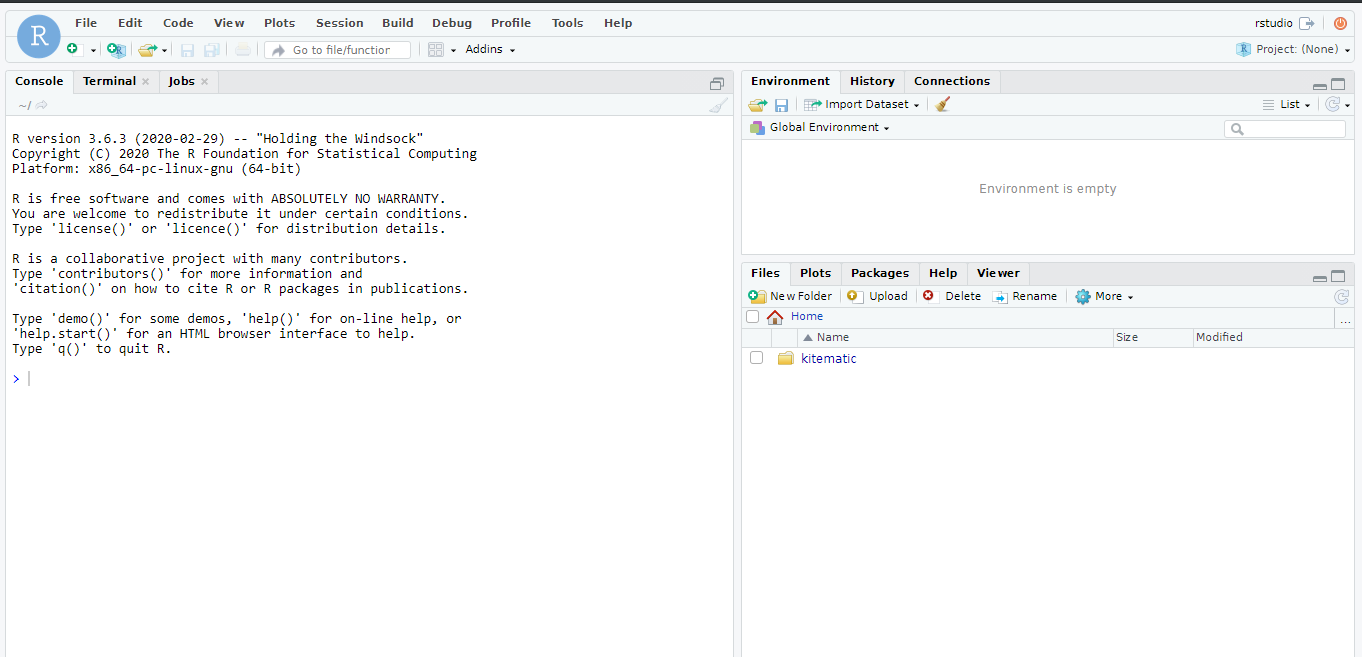 R
File Edit Code View Plots Session Build Debug Profile Tools Help
rstudio
R
Go to file/function
Addins
R
Project: (None)
Console Terminal Jobs
~/
R version 3.6.3 (2020-02-29) -- "Holding the Windsock"
Copyright (C) 2020 The R Foundation for Statistical Computing
Platform: x86_64-pc-linux-gnu (64-bit)
R is free software and comes with ABSOLUTELY NO WARRANTY.
You are welcome to redistribute it under certain conditions.
Type 'license()' or 'licence()' for distribution details.
R is a collaborative project with many contributors.
Type 'contributors()' for more information and
'citation()' on how to cite R or R packages in publications.
Type 'demo()' for some demos, 'help()' for on-line help, or
'help.start()' for an HTML browser interface to help.
Type 'q()' to quit R.
>
Environment History Connections
Import Dataset
List
Global Environment
Environment is empty
Files Plots Packages Help Viewer
New Folder Upload Delete Rename More
Home
...
Name Size Modified
kitematic